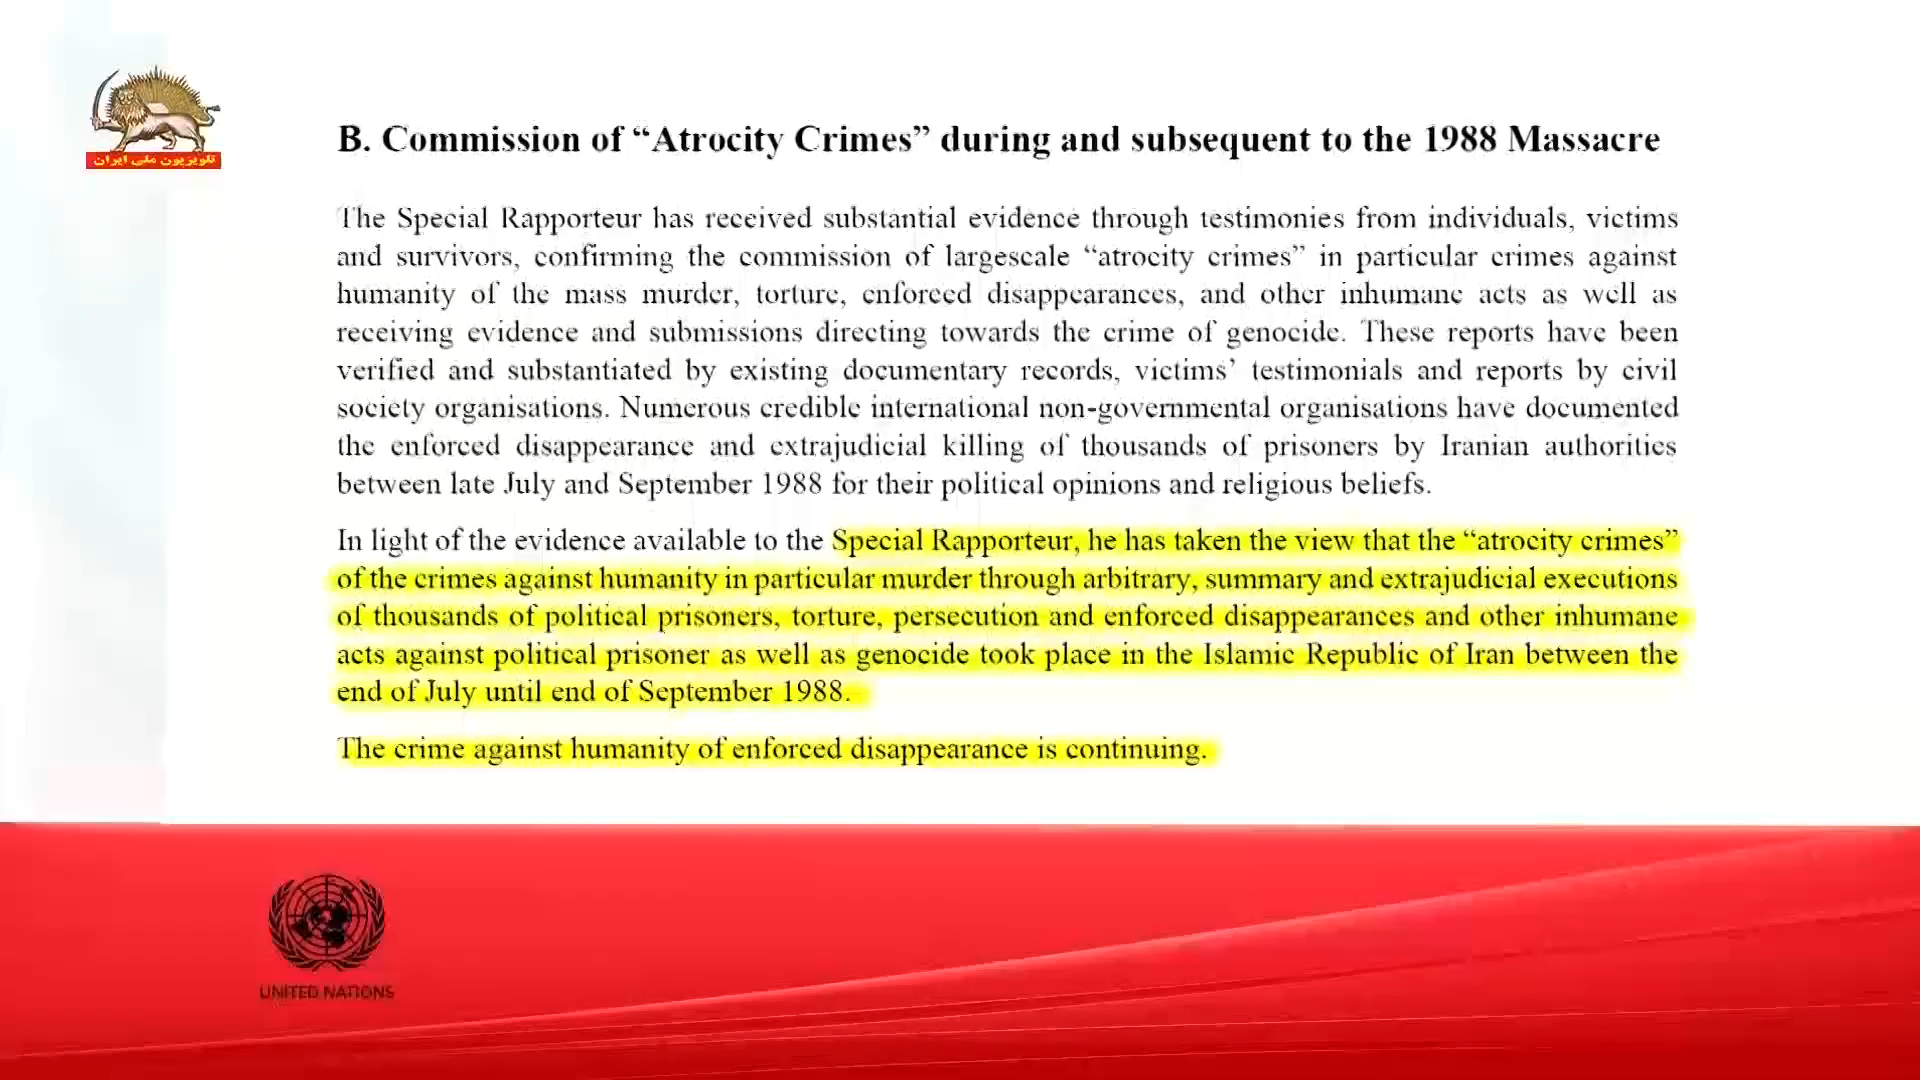 تلویزیون ملی ایران
B. Commission of “Atrocity Crimes” during and subsequent to the 1988 Massacre
The Special Rapporteur has received substantial evidence through testimonies from individuals, victims
and survivors, confirming the commission of largescale “atrocity crimes” in particular crimes against
humanity of the mass murder, torture, enforced disappearances, and other inhumane acts as well as
receiving evidence and submissions directing towards the crime of genocide. These reports have been
verified and substantiated by existing documentary records, victims’ testimonials and reports by civil
society organisations. Numerous credible international non-governmental organisations have documented
the enforced disappearance and extrajudicial killing of thousands of prisoners by Iranian authorities
between late July and September 1988 for their political opinions and religious beliefs.
In light of the evidence available to the Special Rapporteur, he has taken the view that the “atrocity crimes”
of the crimes against humanity in particular murder through arbitrary, summary and extrajudicial executions
of thousands of political prisoners, torture, persecution and enforced disappearances and other inhumane
acts against political prisoner as well as genocide took place in the Islamic Republic of Iran between the
end of July until end of September 1988.
The crime against humanity of enforced disappearance is continuing.
UNITED NATIONS